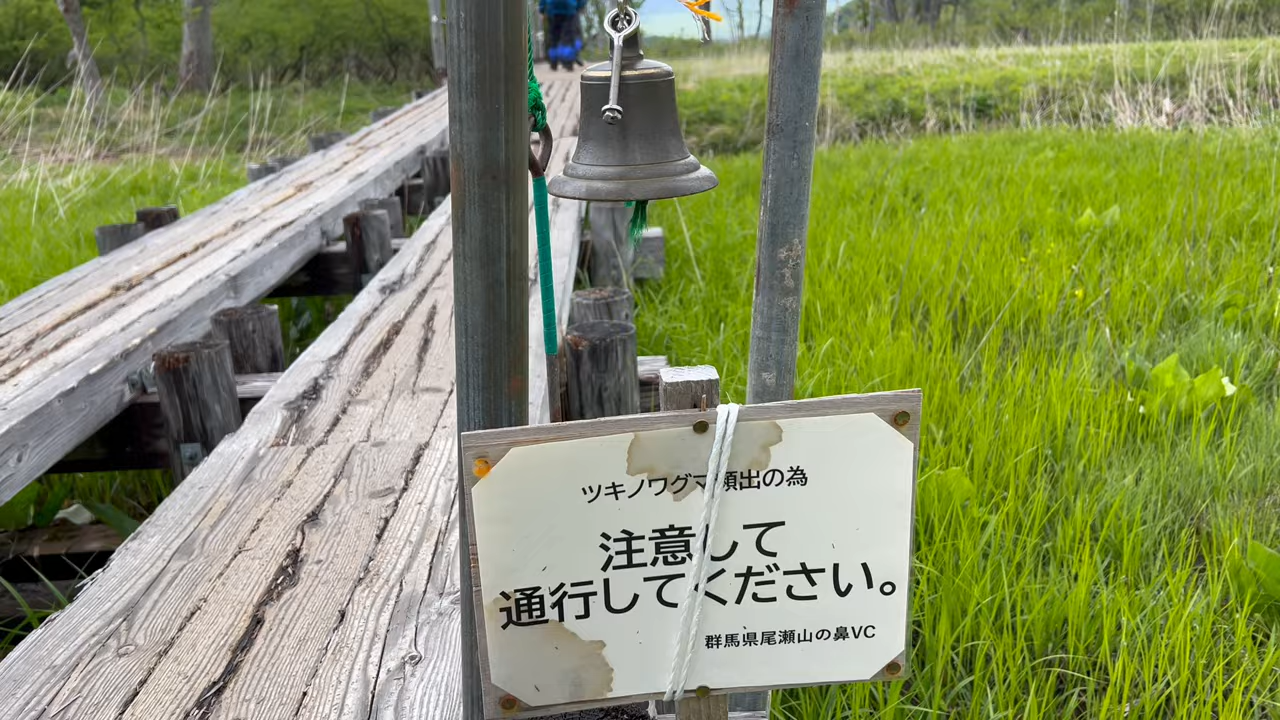 ツキノワグマ頻出の為
注意して
通行してください。
群馬県尾瀬山の鼻VC